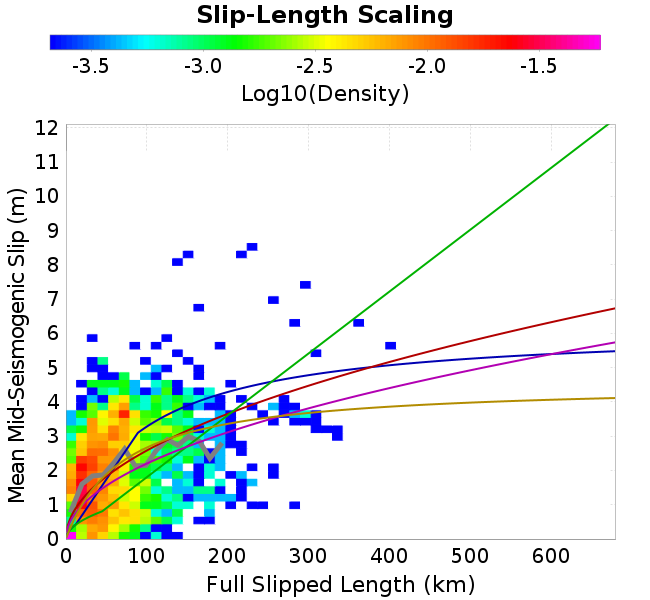 Slip-Length Scaling
-3.5 -3.0 -2.5 -2.0 -1.5
Log10(Density)
12
11
10
9
8
7
6
5
4
3
2
1
0
Mean Mid-Seismogenic Slip (m)
0 100 200 300 400 500 600
Full Slipped Length (km)